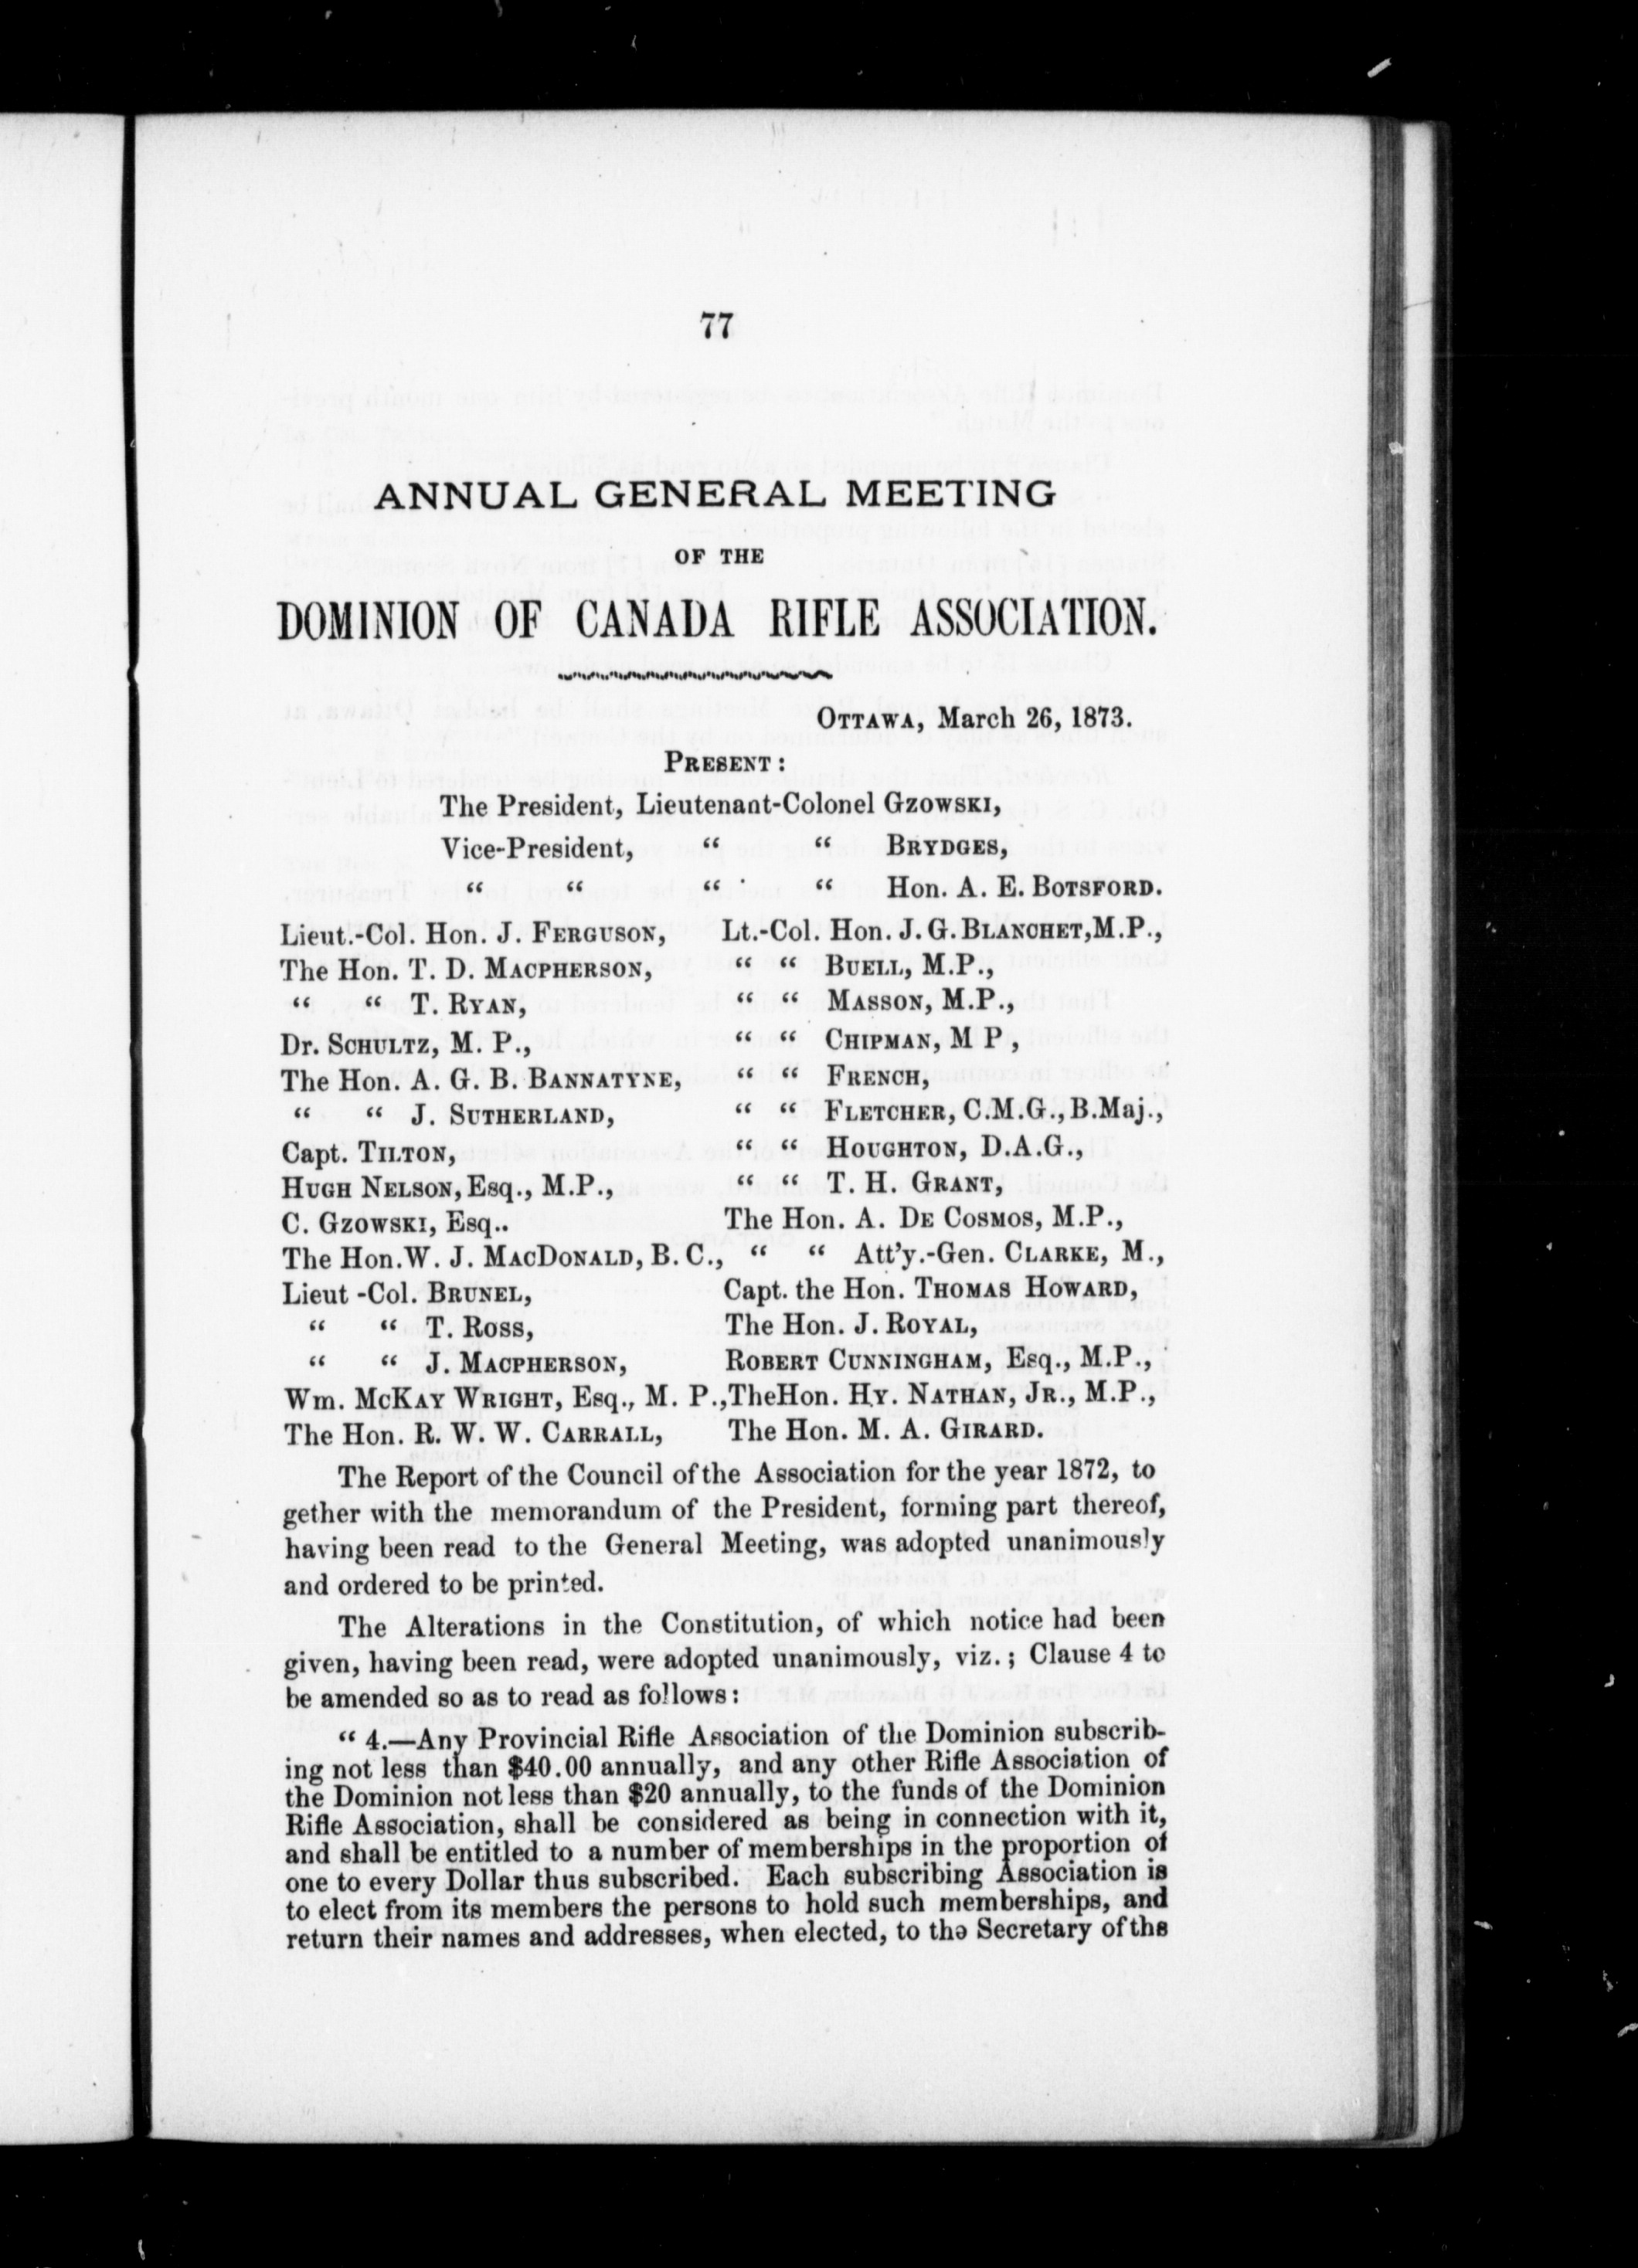 77
ANNUAL GENERAL MEETING
OF THE
DOMINION OF CANADA RIFLE ASSOCIATION.
OTTAWA, March 26, 1873.
PRESENT :
The President, Lieutenant-Colonel GZOWSKI,
Vice-President, “ “ BRYDGES,
“ “ “ “ Hon. A. E. BOTSFORD.
Lieut.-Col. Hon. J. FERGUSON, Lt.-Col. Hon. J. G. BLANCHET, M.P.,
The Hon. T. D. MACPHERSON, “ “ BUELL, M.P.,
“ “ T. RYAN, “ “ MASSON, M.P.,
Dr. SCHULTZ, M. P., “ “ CHIPMAN, M P,
The Hon. A. G. B. BANNATYNE, “ “ FRENCH,
“ “ J. SUTHERLAND, “ “ FLETCHER, C.M.G., B.Maj.,
Capt. TILTON, “ “ HOUGHTON, D.A.G.,
HUGH NELSON, Esq., M.P., “ “ T. H. GRANT,
C. GZOWSKI, Esq.. The Hon. A. DE COSMOS, M.P.,
The Hon. W. J. MACDONALD, B. C., “ “ Att’y.-Gen. CLARKE, M.,
Lieut -Col. BRUNEL, Capt. the Hon. THOMAS HOWARD,
“ “ T. ROSS, The Hon. J. ROYAL,
“ “ J. MACPHERSON, ROBERT CUNNINGHAM, Esq., M.P.,
Wm. MCKAY WRIGHT, Esq., M. P., The Hon. HY. NATHAN, JR., M.P.,
The Hon. R. W. W. CARRALL, The Hon. M. A. GIRARD.
The Report of the Council of the Association for the year 1872, to
gether with the memorandum of the President, forming part thereof,
having been read to the General Meeting, was adopted unanimously
and ordered to be printed.
The Alterations in the Constitution, of which notice had been
given, having been read, were adopted unanimously, viz. ; Clause 4 to
be amended so as to read as follows :
“ 4.—Any Provincial Rifle Association of the Dominion subscrib-
ing not less than $40.00 annually, and any other Rifle Association of
the Dominion not less than $20 annually, to the funds of the Dominion
Rifle Association, shall be considered as being in connection with it,
and shall be entitled to a number of memberships in the proportion of
one to every Dollar thus subscribed. Each subscribing Association is
to elect from its members the persons to hold such memberships, and
return their names and addresses, when elected, to the Secretary of the